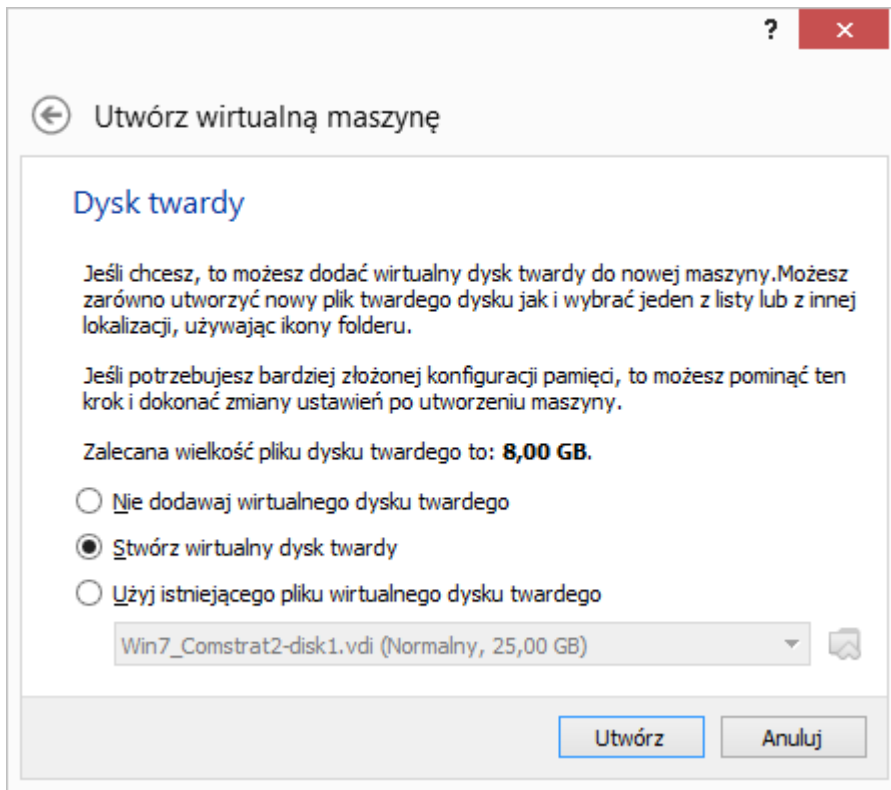 ?
Utwórz wirtualną maszynę
Dysk twardy
Jeśli chcesz, to możesz dodać wirtualny dysk twardy do nowej maszyny.Możesz
zarówno utworzyć nowy plik twardego dysku jak i wybrać jeden z listy lub z innej
lokalizacji, używając ikony folderu.
Jeśli potrzebujesz bardziej złożonej konfiguracji pamięci, to możesz pominąć ten
krok i dokonać zmiany ustawień po utworzeniu maszyny.
Zalecana wielkość pliku dysku twardego to: 8,00 GB.
Nie dodawaj wirtualnego dysku twardego
Stwórz wirtualny dysk twardy
Użyj istniejącego pliku wirtualnego dysku twardego
Win7_Comstrat2-disk1.vdi (Normalny, 25,00 GB)
Utwórz
Anuluj